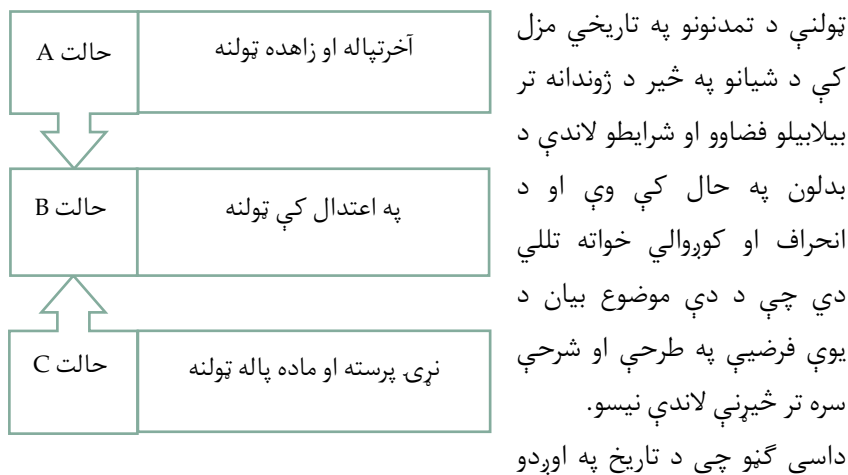 ټولنې د تمدنونو په تاریخي مزل
کې د شیانو په څیر د ژوندانه تر
بیلابیلو فضاوو او شرایطو لاندې د
بدلون په حال کې وې او د
انحراف او کوږوالي خواته تللي
دي چې د دې موضوع بیان د
یوې فرضیې په طرحې او شرحې
سره تر څیړنې لاندې نیسو.
داسې ګڼو چې د تاریخ په اوږدو
حالت A
آخرتپاله او زاهده ټولنه
حالت B
په اعتدال کې ټولنه
حالت C
نړۍ پرسته او ماده پاله ټولنه